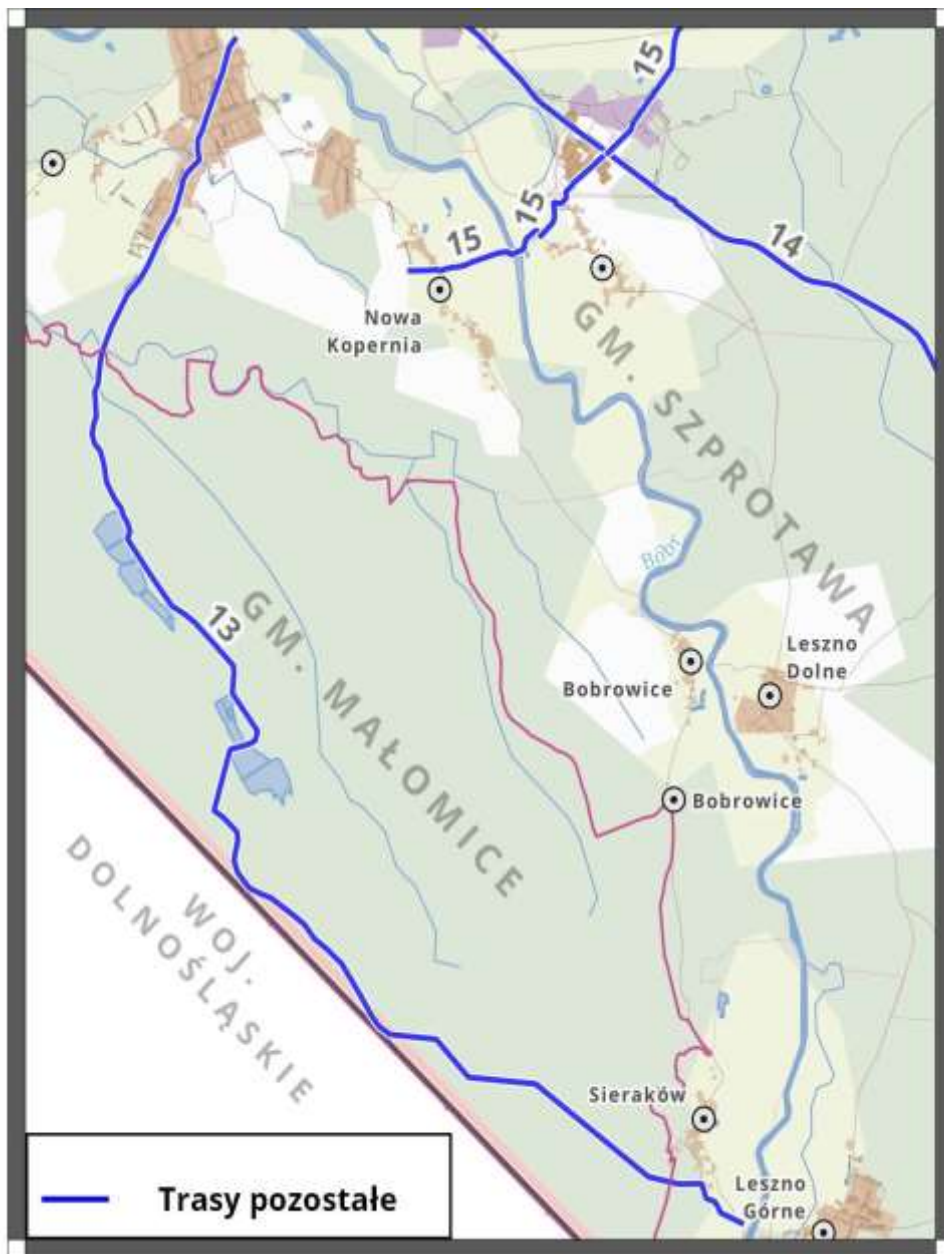 15
15
15
14
Nowa
Kopernia
GM. SZPROTAWA
Bóbr
13
GM. MAŁOMICE
Leszno
Dolne
Bobrowice
Bobrowice
WOJ.
DOLNOŚLĄSKIE
Sieraków
Leszno
Górne
Trasy pozostałe